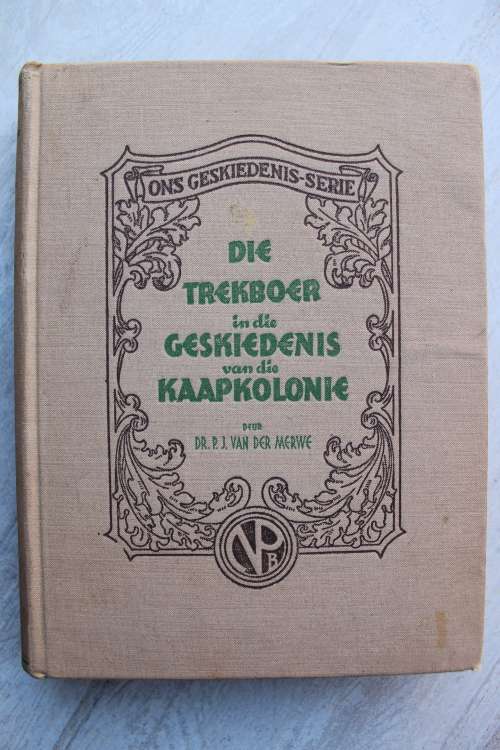 ONS GESKIEDENIS-SERIE
DIE
TREKBOER
in die
GESKIEDENIS
van die
KAAPKOLONIE
DEUR
DR. P. J. VAN DER MERWE
NPB